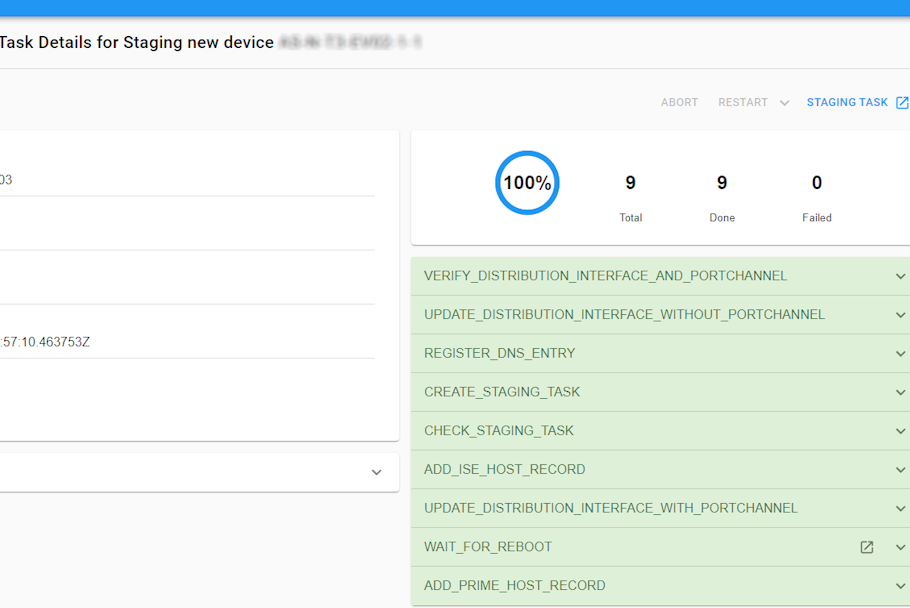 Task Details for Staging new device
ABORT RESTART STAGING TASK
03
:57:10.463753Z
100% 9 9 0
Total Done Failed
VERIFY_DISTRIBUTION_INTERFACE_AND_PORTCHANNEL
UPDATE_DISTRIBUTION_INTERFACE_WITHOUT_PORTCHANNEL
REGISTER_DNS_ENTRY
CREATE_STAGING_TASK
CHECK_STAGING_TASK
ADD_ISE_HOST_RECORD
UPDATE_DISTRIBUTION_INTERFACE_WITH_PORTCHANNEL
WAIT_FOR_REBOOT
ADD_PRIME_HOST_RECORD